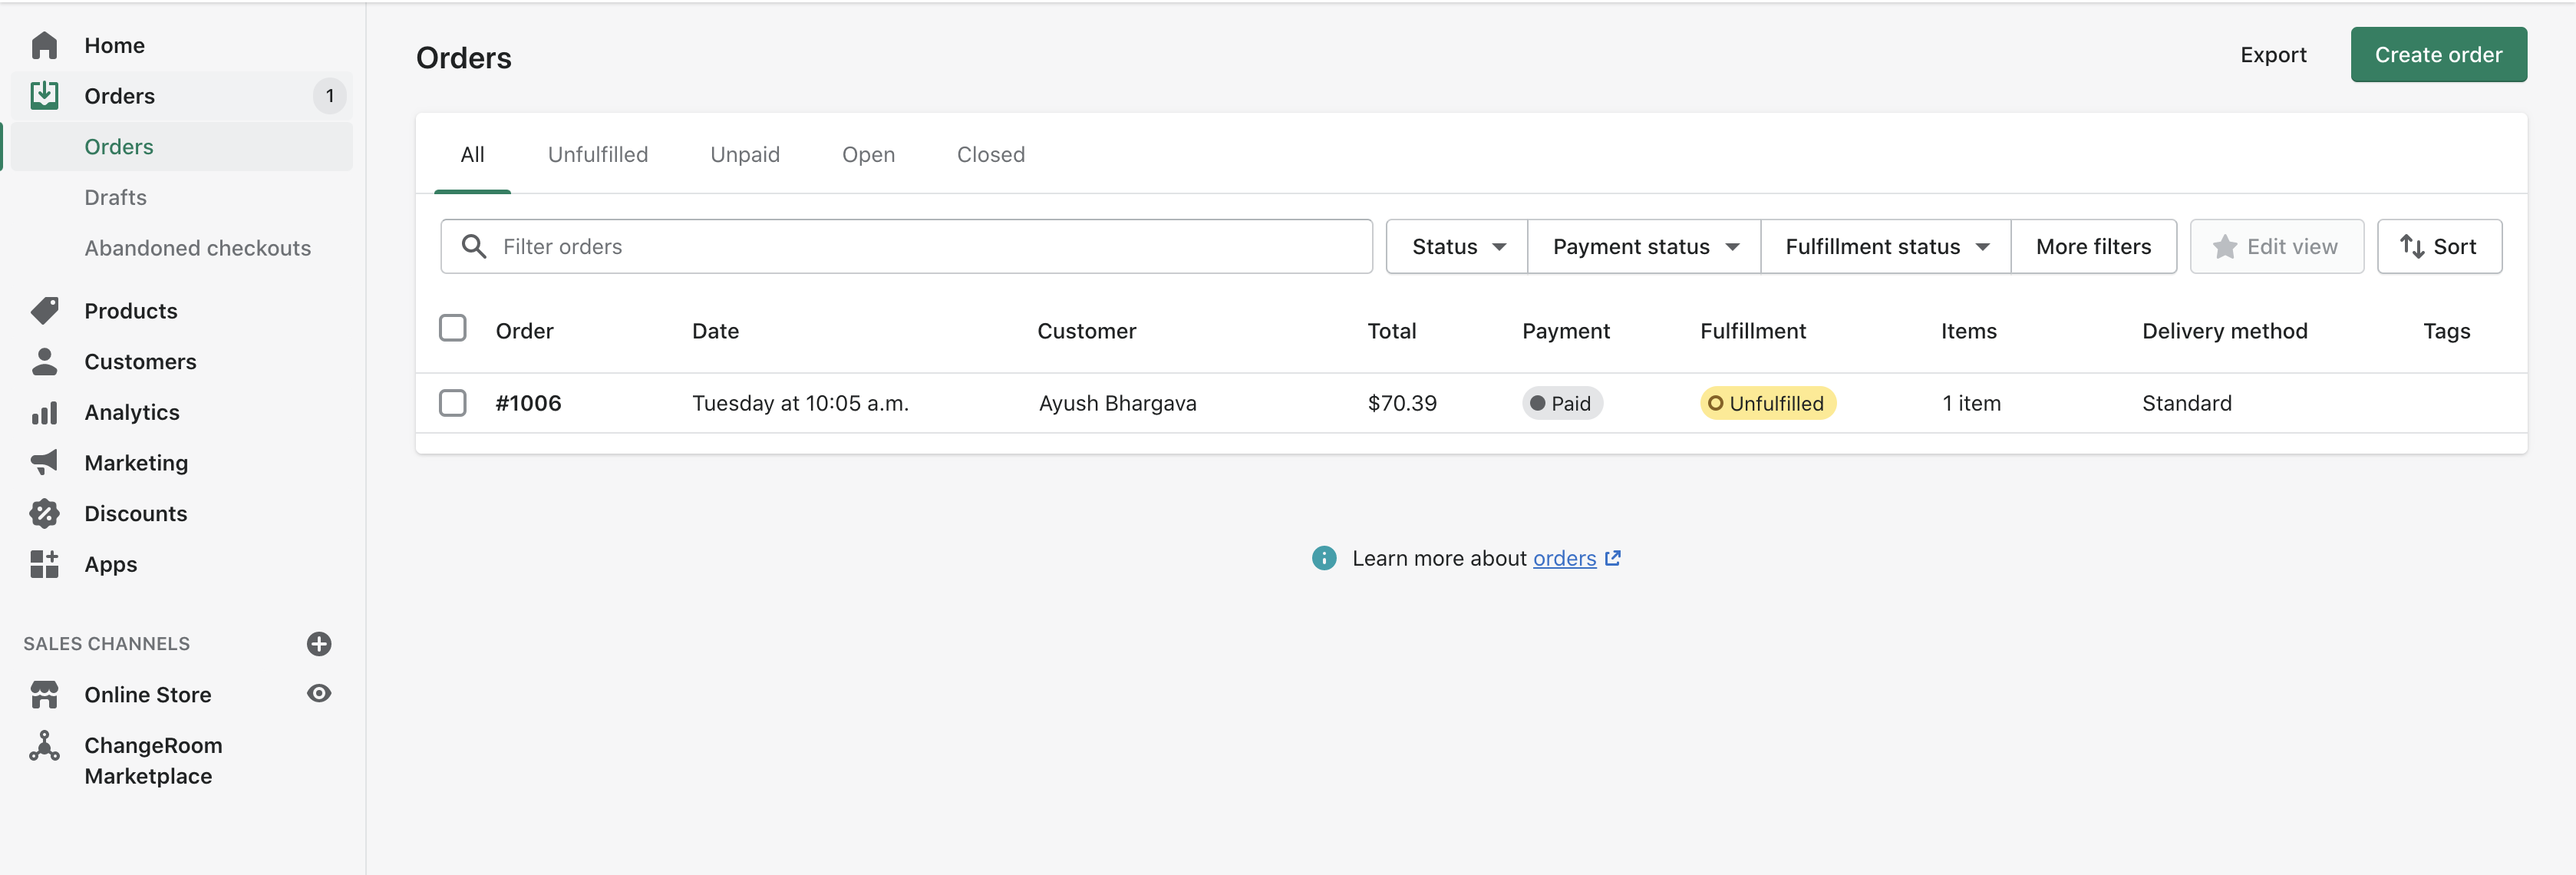 Home
Orders 1
Orders
Drafts
Abandoned checkouts
Products
Customers
Analytics
Marketing
Discounts
Apps
SALES CHANNELS
Online Store
ChangeRoom
Marketplace
Orders
Export Create order
All Unfulfilled Unpaid Open Closed
Filter orders Status Payment status Fulfillment status More filters Edit view Sort
Order Date Customer Total Payment Fulfillment Items Delivery method Tags
#1006 Tuesday at 10:05 a.m. Ayush Bhargava $70.39 Paid Unfulfilled 1 item Standard
Learn more about orders